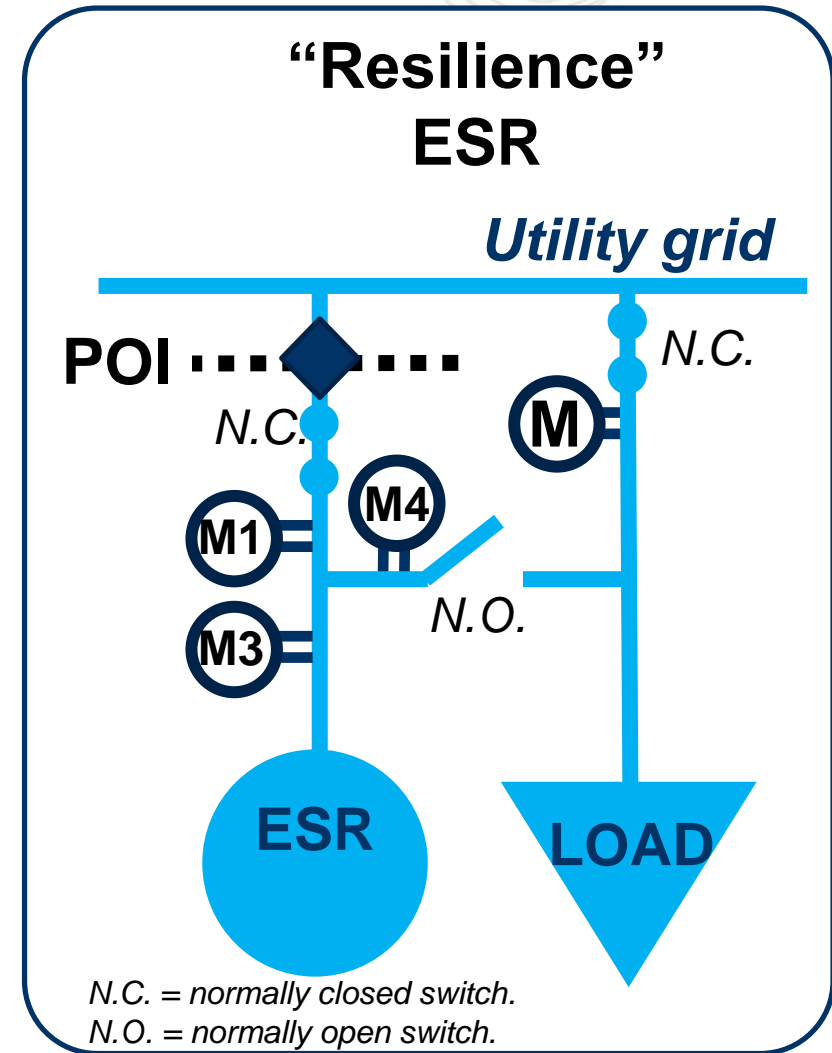 “Resilience”
ESR
Utility grid
POI
N.C.
N.C.
M
M4
M1
N.O.
M3
ESR
LOAD
N.C. = normally closed switch.
N.O. = normally open switch.